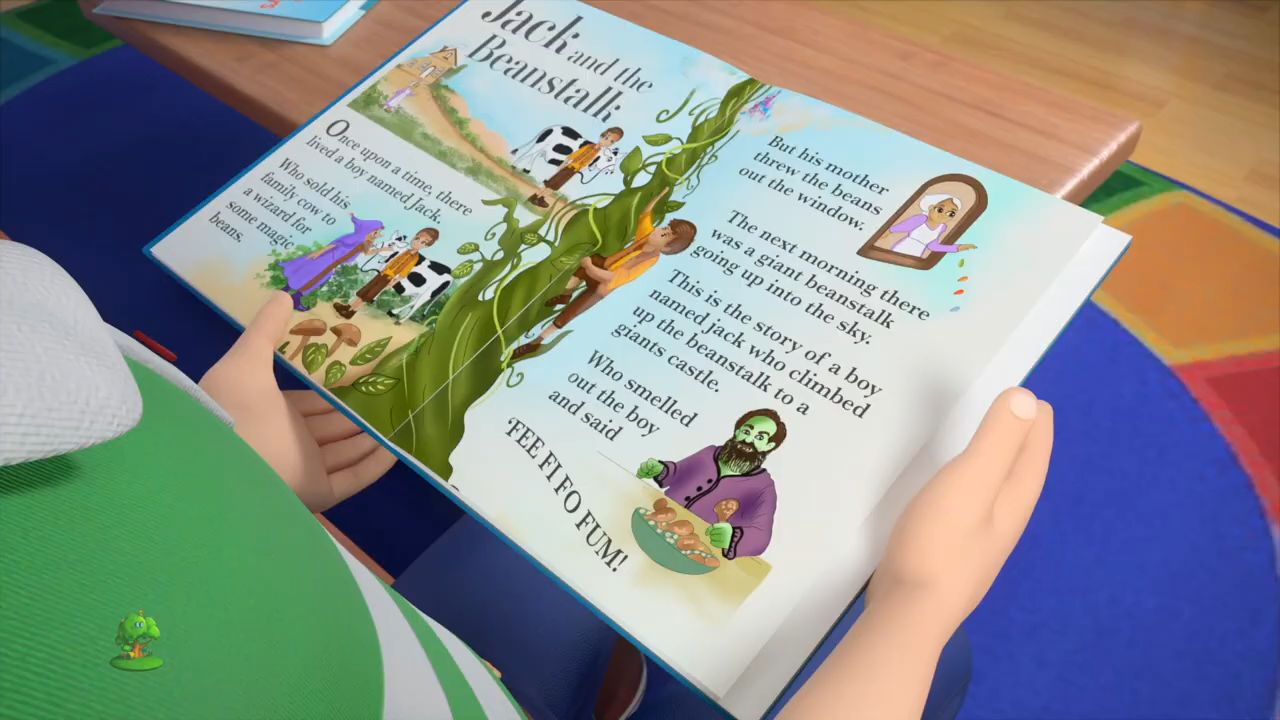 Jack and the
Beanstalk
Once upon a time, there
lived a boy named Jack,
Who sold his
family cow to
a wizard for
some magic
beans.
But his mother
threw the beans
out the window.
The next morning there
was a giant beanstalk
going up into the sky.
This is the story of a boy
named Jack who climbed
up the beanstalk to a
giants castle.
Who smelled
out the boy
and said
'FEE FI FO FUM!